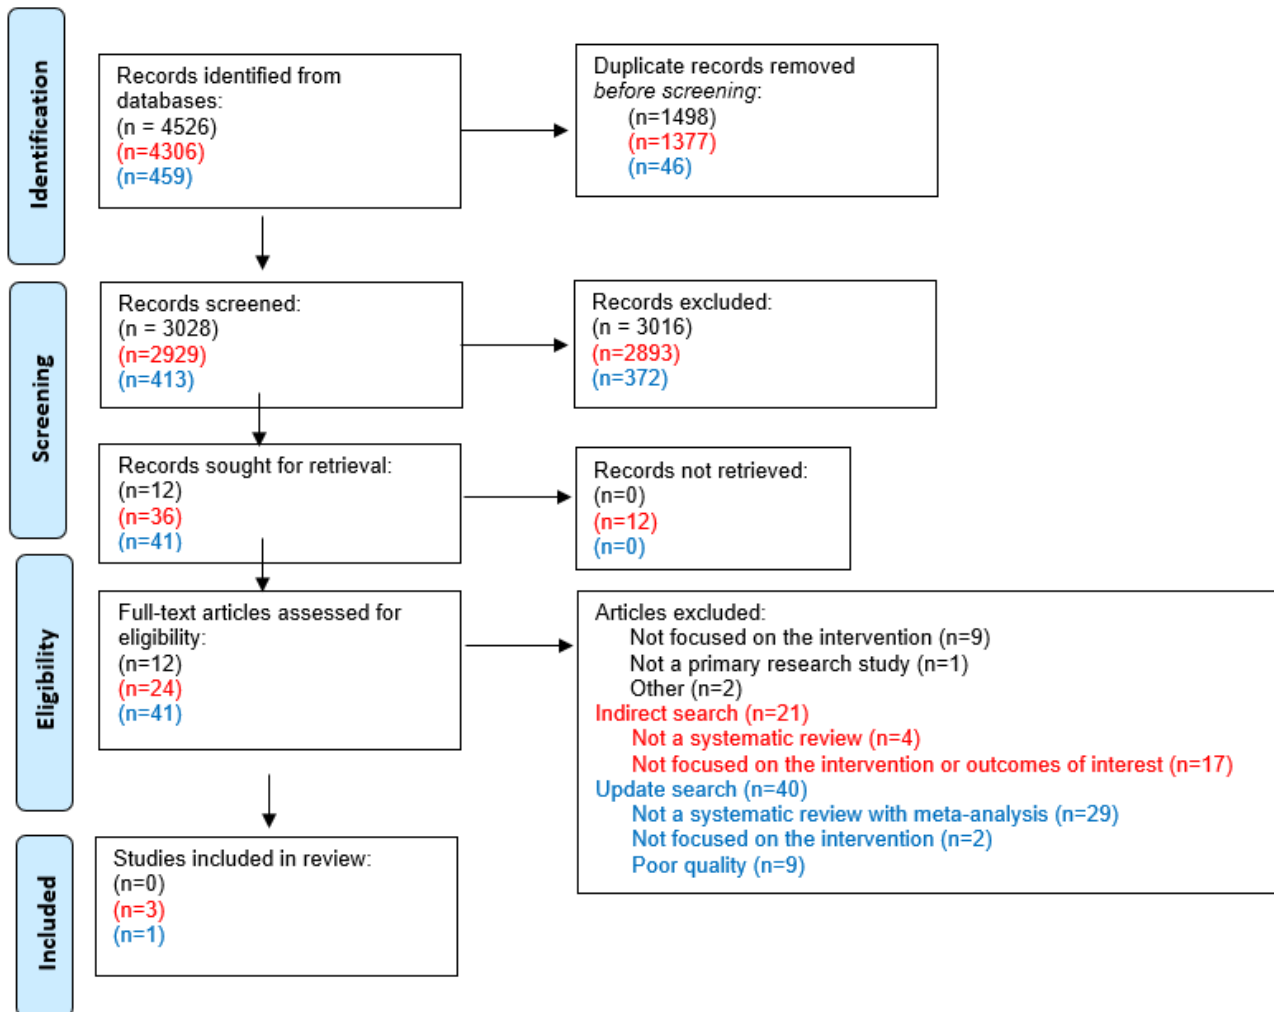 Identification
Records identified from
databases:
(n = 4526)
(n=4306)
(n=459)
Duplicate records removed
before screening:
(n=1498)
(n=1377)
(n=46)
Screening
Records screened:
(n = 3028)
(n=2929)
(n=413)
Records excluded:
(n = 3016)
(n=2893)
(n=372)
Records sought for retrieval:
(n=12)
(n=36)
(n=41)
Records not retrieved:
(n=0)
(n=12)
(n=0)
Eligibility
Full-text articles assessed for
eligibility:
(n=12)
(n=24)
(n=41)
Articles excluded:
Not focused on the intervention (n=9)
Not a primary research study (n=1)
Other (n=2)
Indirect search (n=21)
Not a systematic review (n=4)
Not focused on the intervention or outcomes of interest (n=17)
Update search (n=40)
Not a systematic review with meta-analysis (n=29)
Not focused on the intervention (n=2)
Poor quality (n=9)
Included
Studies included in review:
(n=0)
(n=3)
(n=1)